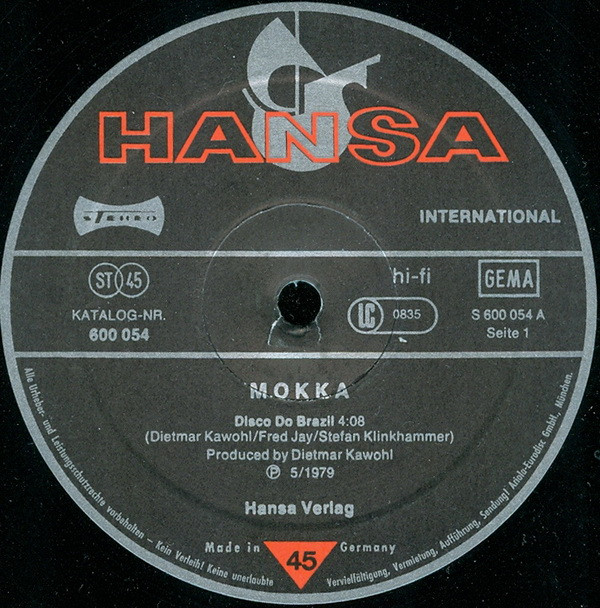 HANSA
STEREO
INTERNATIONAL
ST 45
hi-fi
GEMA
KATALOG-NR.
600 054
LC 0835
S 600 054 A
Seite 1
MOKKA
Disco Do Brazil 4:08
(Dietmar Kawohl/Fred Jay/Stefan Klinkhammer)
Produced by Dietmar Kawohl
Ⓟ 5/1979
Hansa Verlag
Made in 45 Germany
Alle Urheber- und Leistungsschutzrechte vorbehalten - Kein Verleih! Keine unerlaubte Vervielfältigung, Vermietung, Aufführung, Sendung! Ariola-Eurodisc GmbH., München.